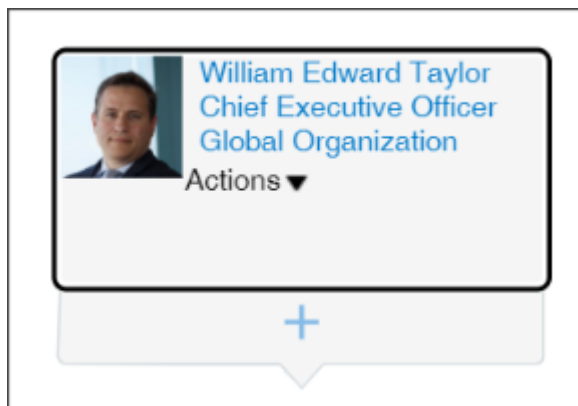 William Edward Taylor
Chief Executive Officer
Global Organization
Actions